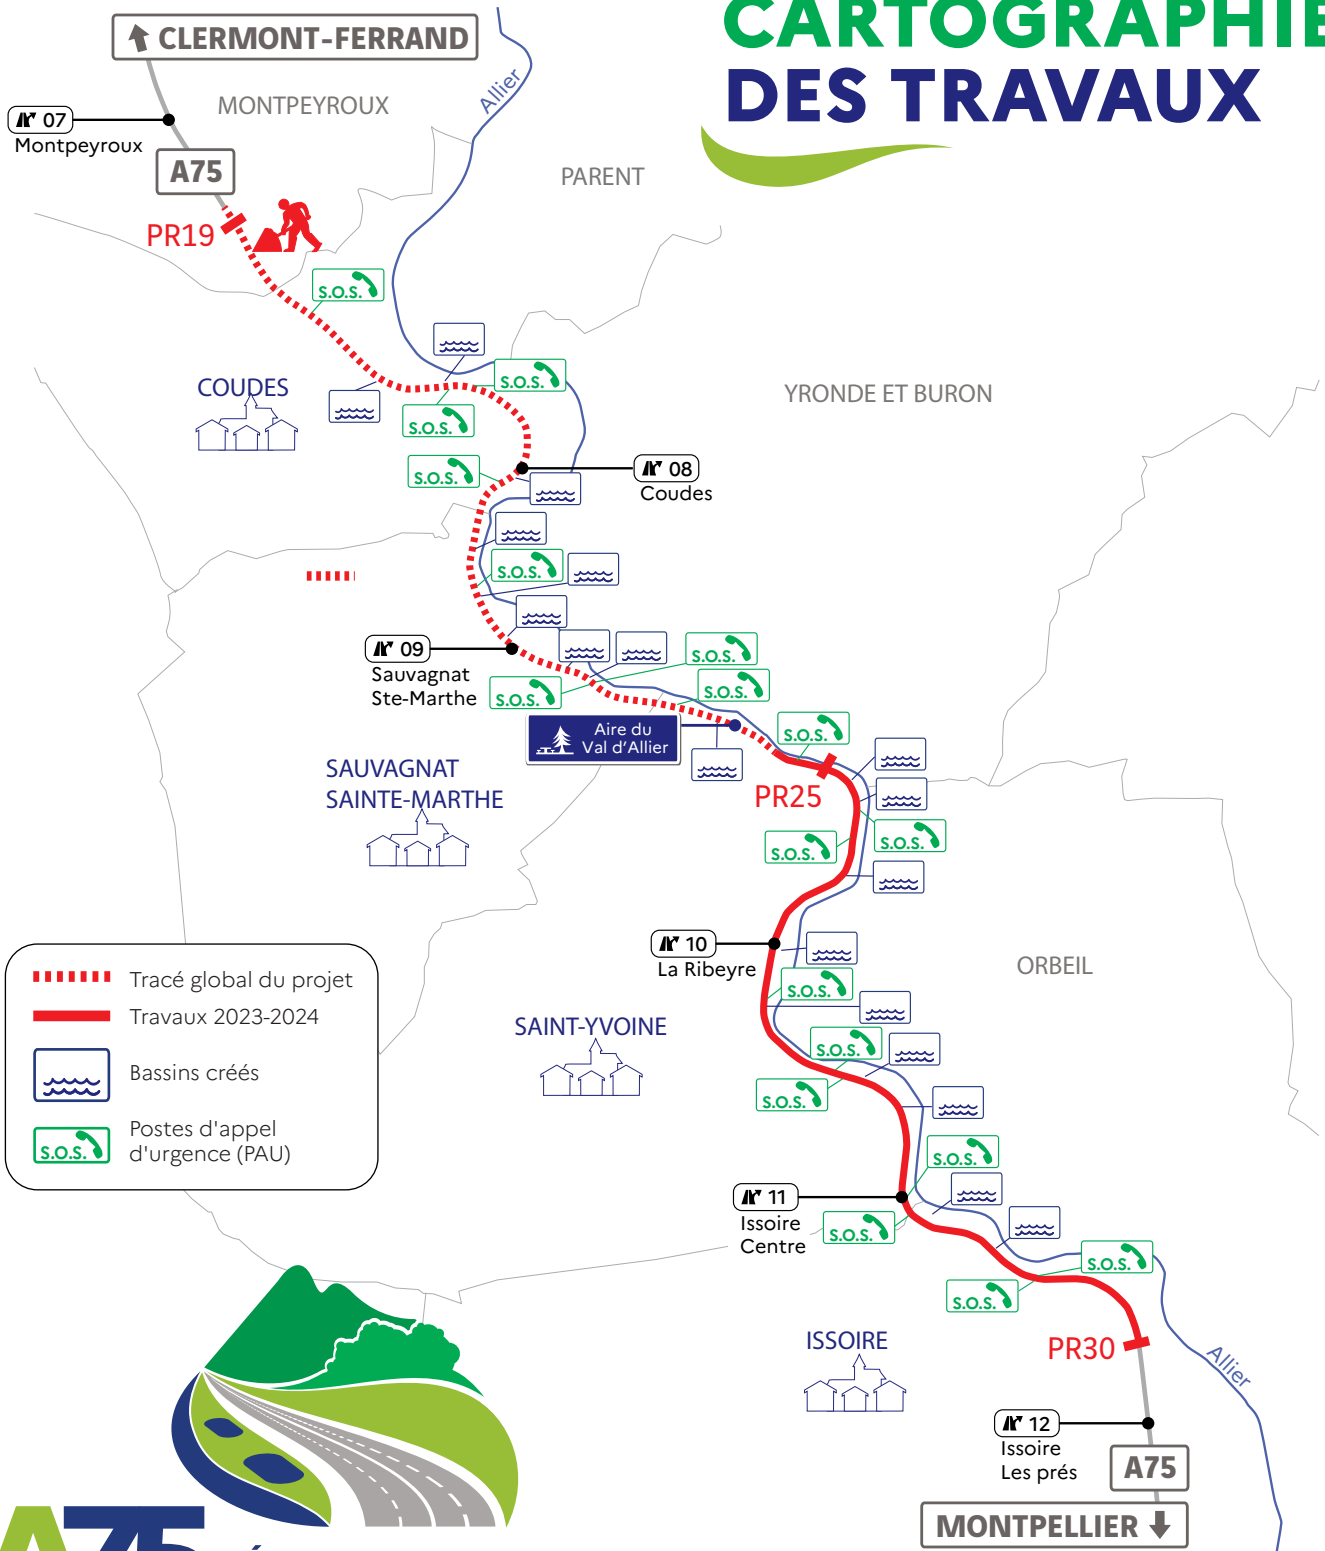 CARTOGRAPHIE
DES TRAVAUX
CLERMONT-FERRAND
MONTPEYROUX
Allier
07
Montpeyroux
A75
PARENT
PR19
S.O.S.
COUDES
S.O.S.
S.O.S.
YRONDE ET BURON
S.O.S.
08
Coudes
S.O.S.
09
Sauvagnat
Ste-Marthe
S.O.S.
S.O.S.
S.O.S.
Aire du
Val d'Allier
S.O.S.
SAUVAGNAT
SAINTE-MARTHE
PR25
S.O.S.
S.O.S.
10
La Ribeyre
ORBEIL
S.O.S.
Tracé global du projet
Travaux 2023-2024
Bassins créés
S.O.S.
Postes d'appel
d'urgence (PAU)
SAINT-YVOINE
S.O.S.
S.O.S.
S.O.S.
11
Issoire
Centre
S.O.S.
S.O.S.
S.O.S.
ISSOIRE
PR30
Allier
12
Issoire
Les prés
A75
MONTPELLIER
A75